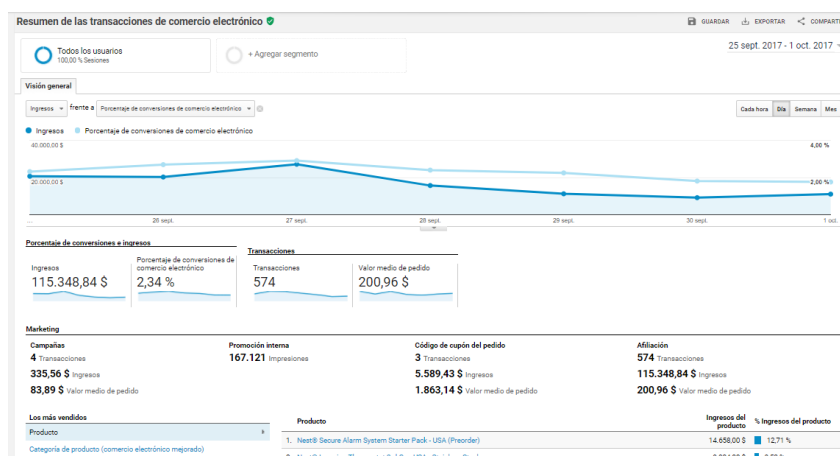 Resumen de las transacciones de comercio electrónico
GUARDAR EXPORTAR COMPARTI
Todos los usuarios
100,00 % Sesiones
+ Agregar segmento
25 sept. 2017 - 1 oct. 2017
Visión general
Ingresos frente a Porcentaje de conversiones de comercio electrónico
Cada hora Día Semana Mes
Ingresos Porcentaje de conversiones de comercio electrónico
40.000,00 $ 4,00 %
20.000,00 $ 2,00 %
... 26 sept. 27 sept. 28 sept. 29 sept. 30 sept. 1 oct.
Porcentaje de conversiones e ingresos
Transacciones
Ingresos
115.348,84 $
Porcentaje de conversiones de
comercio electrónico
2,34 %
Transacciones
574
Valor medio de pedido
200,96 $
Marketing
Campañas
4 Transacciones
335,56 $ Ingresos
83,89 $ Valor medio de pedido
Promoción interna
167.121 Impresiones
Código de cupón del pedido
3 Transacciones
5.589,43 $ Ingresos
1.863,14 $ Valor medio de pedido
Afiliación
574 Transacciones
115.348,84 $ Ingresos
200,96 $ Valor medio de pedido
Los más vendidos
Producto
Categoría de producto (comercio electrónico mejorado)
Producto
Ingresos del
producto
% Ingresos del producto
1. Nest® Secure Alarm System Starter Pack - USA (Preorder) 14.658,00 $ 12,71 %